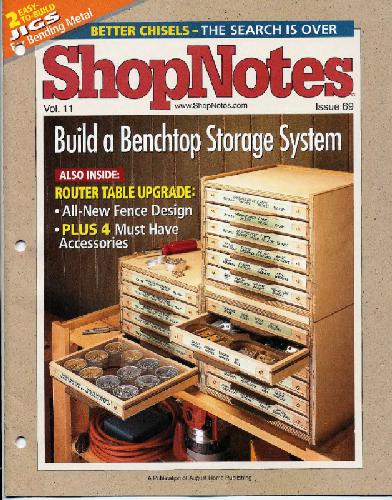 2 EASY-
TO-BUILD
JIGS
For Bending Metal
BETTER CHISELS – THE SEARCH IS OVER
ShopNotes
Vol. 11
www.ShopNotes.com
Issue 69
Build a Benchtop Storage System
ALSO INSIDE:
ROUTER TABLE UPGRADE:
• All-New Fence Design
• PLUS 4 Must Have
Accessories
A Publication of August Home Publishing